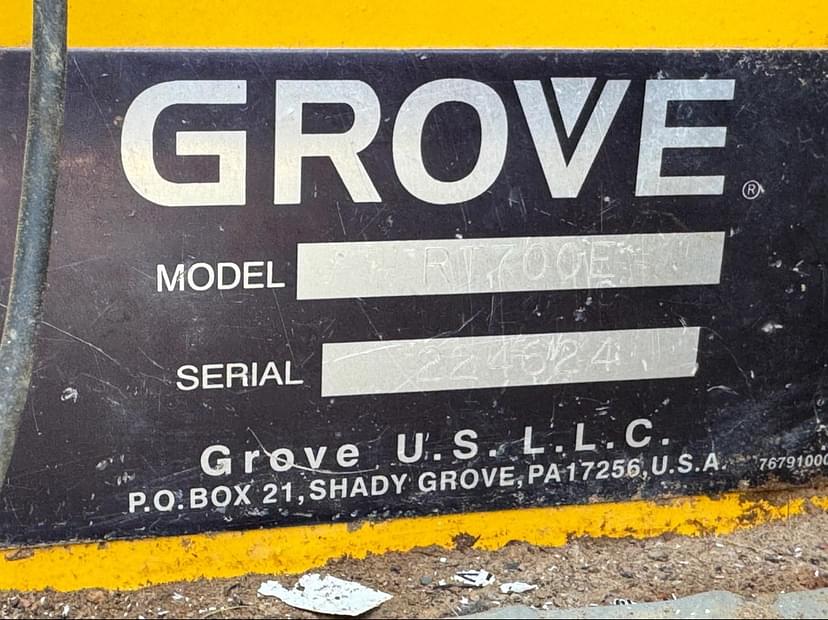 GROVE®
MODEL RT700E
SERIAL 224624
Grove U.S. L.L.C.
P.O. BOX 21, SHADY GROVE, PA 17256, U.S.A.